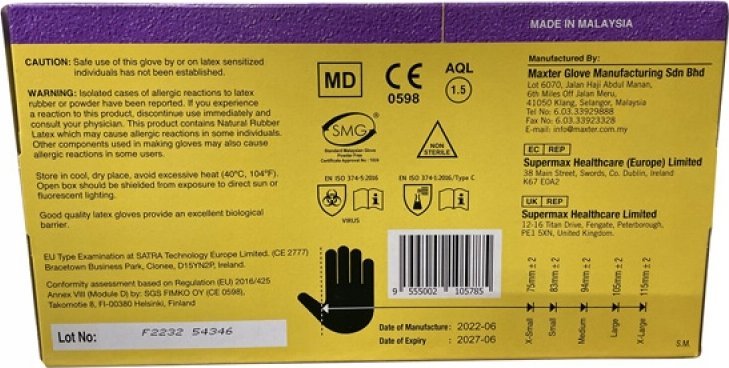 MADE IN MALAYSIA
CAUTION: Safe use of this glove by or on latex sensitized
individuals has not been established.
WARNING: Isolated cases of allergic reactions to latex
rubber or powder have been reported. If you experience
a reaction to this product, discontinue use immediately and
consult your physician. This product contains Natural Rubber
Latex which may cause allergic reactions in some individuals.
Other components used in making gloves may also cause
allergic reactions in some users.
Store in cool, dry place, avoid excessive heat (40°C, 104°F).
Open box should be shielded from exposure to direct sun or
fluorescent lighting.
Good quality latex gloves provide an excellent biological
barrier.
EU Type Examination at SATRA Technology Europe Limited. (CE 2777)
Bracetown Business Park, Clonee, D15YN2P, Ireland.
Conformity assessment based on Regulation (EU) 2016/425
Annex VIII (Module D) by: SGS FIMKO OY (CE 0598),
Takomotie 8, FI-00380 Helsinki, Finland
Lot No:
F2232 54346
MD
CE
0598
AQL
1.5
SMG
Standard Malaysian Glove
Powder Free
NON
STERILE
EN ISO 374-5:2016
VIRUS
EN ISO 374-1:2016/Type C
9 555002 105785
Date of Manufacture : 2022-06
Date of Expiry : 2027-06
Manufactured By:
Maxter Glove Manufacturing Sdn Bhd
Lot 6070, Jalan Haji Abdul Manan,
6th Miles Off Jalan Meru,
41050 Klang, Selangor, Malaysia
Tel No: 6.03.33929888
Fax No: 6.03.33923328
E-mail: info@maxter.com.my
EC REP
Supermax Healthcare (Europe) Limited
38 Main Street, Swords, Co. Dublin, Ireland
K67 E0A2
UK REP
Supermax Healthcare Limited
12-16 Titan Drive, Fengate, Peterborough,
PE1 5XN, United Kingdom.
X-Small 75mm ± 2
Small 83mm ± 2
Medium 94mm ± 2
Large 105mm ± 2
X-Large 115mm ± 2
S.M.